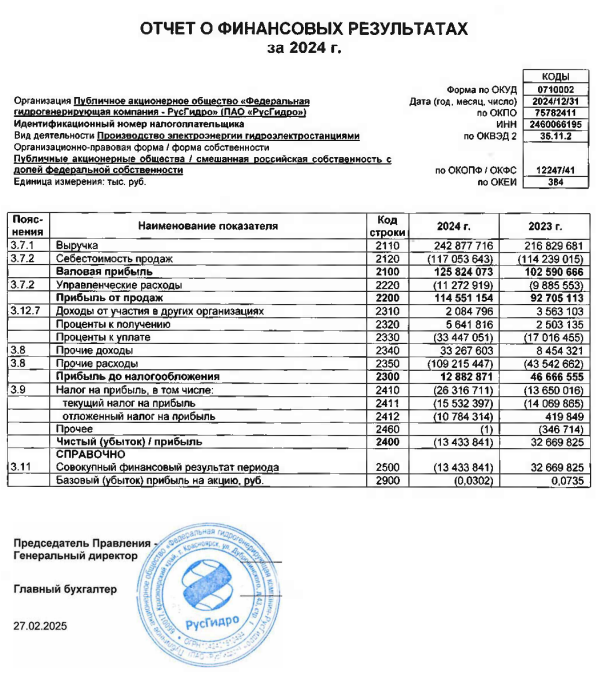 ОТЧЕТ О ФИНАНСОВЫХ РЕЗУЛЬТАТАХ
за 2024 г.
КОДЫ
Форма по ОКУД 0710002
Организация Публичное акционерное общество «Федеральная Дата (год, месяц, число) 2024/12/31
гидрогенерирующая компания - РусГидро» (ПАО «РусГидро») по ОКПО 75782411
Идентификационный номер налогоплательщика ИНН 2460066195
Вид деятельности Производство электроэнергии гидроэлектростанциями по ОКВЭД 2 35.11.2
Организационно-правовая форма / форма собственности
Публичные акционерные общества / смешанная российская собственность с
долей федеральной собственности по ОКОПФ / ОКФС 12247/41
Единица измерения: тыс. руб. по ОКЕИ 384
Пояс-нения Наименование показателя Код строки 2024 г. 2023 г.
3.7.1 Выручка 2110 242 877 716 216 829 681
3.7.2 Себестоимость продаж 2120 (117 053 643) (114 239 015)
Валовая прибыль 2100 125 824 073 102 590 666
3.7.2 Управленческие расходы 2220 (11 272 919) (9 885 553)
Прибыль от продаж 2200 114 551 154 92 705 113
3.12.7 Доходы от участия в других организациях 2310 2 084 796 3 563 103
Проценты к получению 2320 5 641 816 2 503 135
Проценты к уплате 2330 (33 447 051) (17 016 455)
3.8 Прочие доходы 2340 33 267 603 8 454 321
3.8 Прочие расходы 2350 (109 215 447) (43 542 662)
Прибыль до налогообложения 2300 12 882 871 46 666 555
3.9 Налог на прибыль, в том числе: 2410 (26 316 711) (13 650 016)
текущий налог на прибыль 2411 (15 532 397) (14 069 865)
отложенный налог на прибыль 2412 (10 784 314) 419 849
Прочее 2460 (1) (346 714)
Чистый (убыток) / прибыль 2400 (13 433 841) 32 669 825
СПРАВОЧНО
3.11 Совокупный финансовый результат периода 2500 (13 433 841) 32 669 825
Базовый (убыток) прибыль на акцию, руб. 2900 (0,0302) 0,0735
Председатель Правления -
Генеральный директор
Главный бухгалтер
РусГидро
27.02.2025